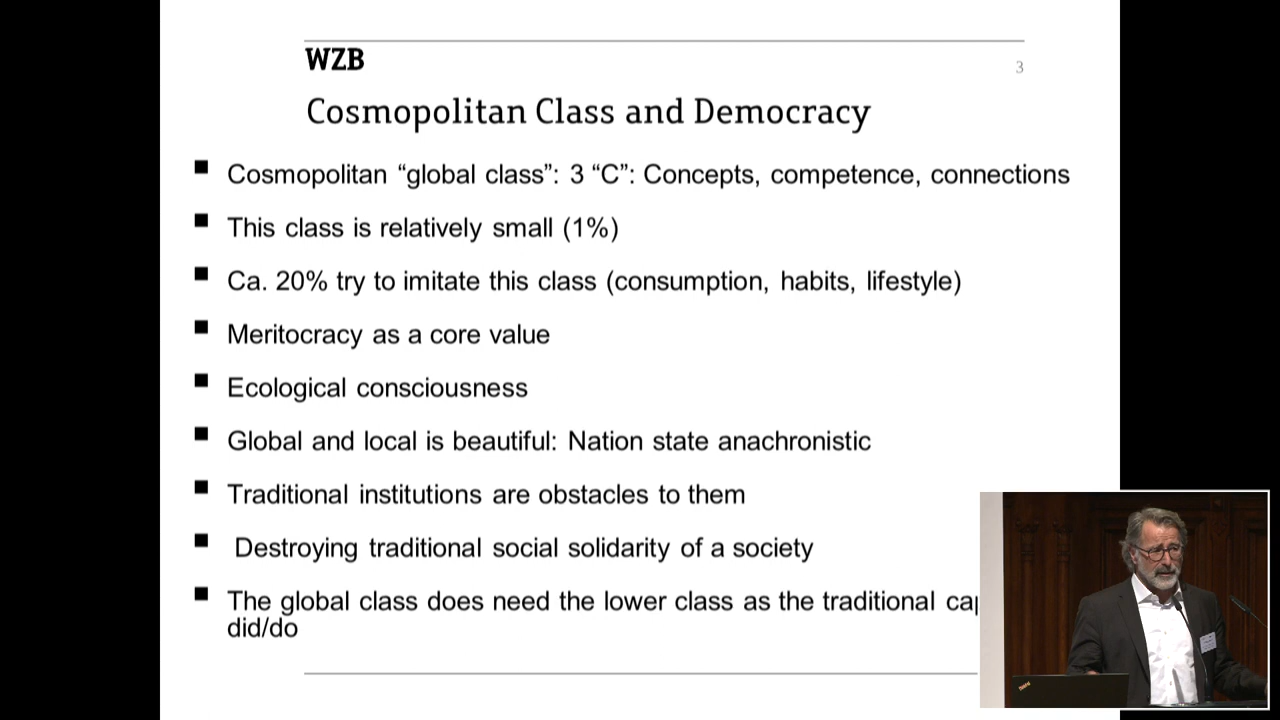 WZB
3
Cosmopolitan Class and Democracy
Cosmopolitan “global class”: 3 “C”: Concepts, competence, connections
This class is relatively small (1%)
Ca. 20% try to imitate this class (consumption, habits, lifestyle)
Meritocracy as a core value
Ecological consciousness
Global and local is beautiful: Nation state anachronistic
Traditional institutions are obstacles to them
Destroying traditional social solidarity of a society
The global class does need the lower class as the traditional
did/do